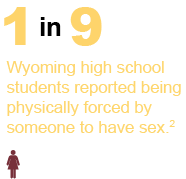 1 in 9
Wyoming high school
students reported being
physically forced by
someone to have sex.2